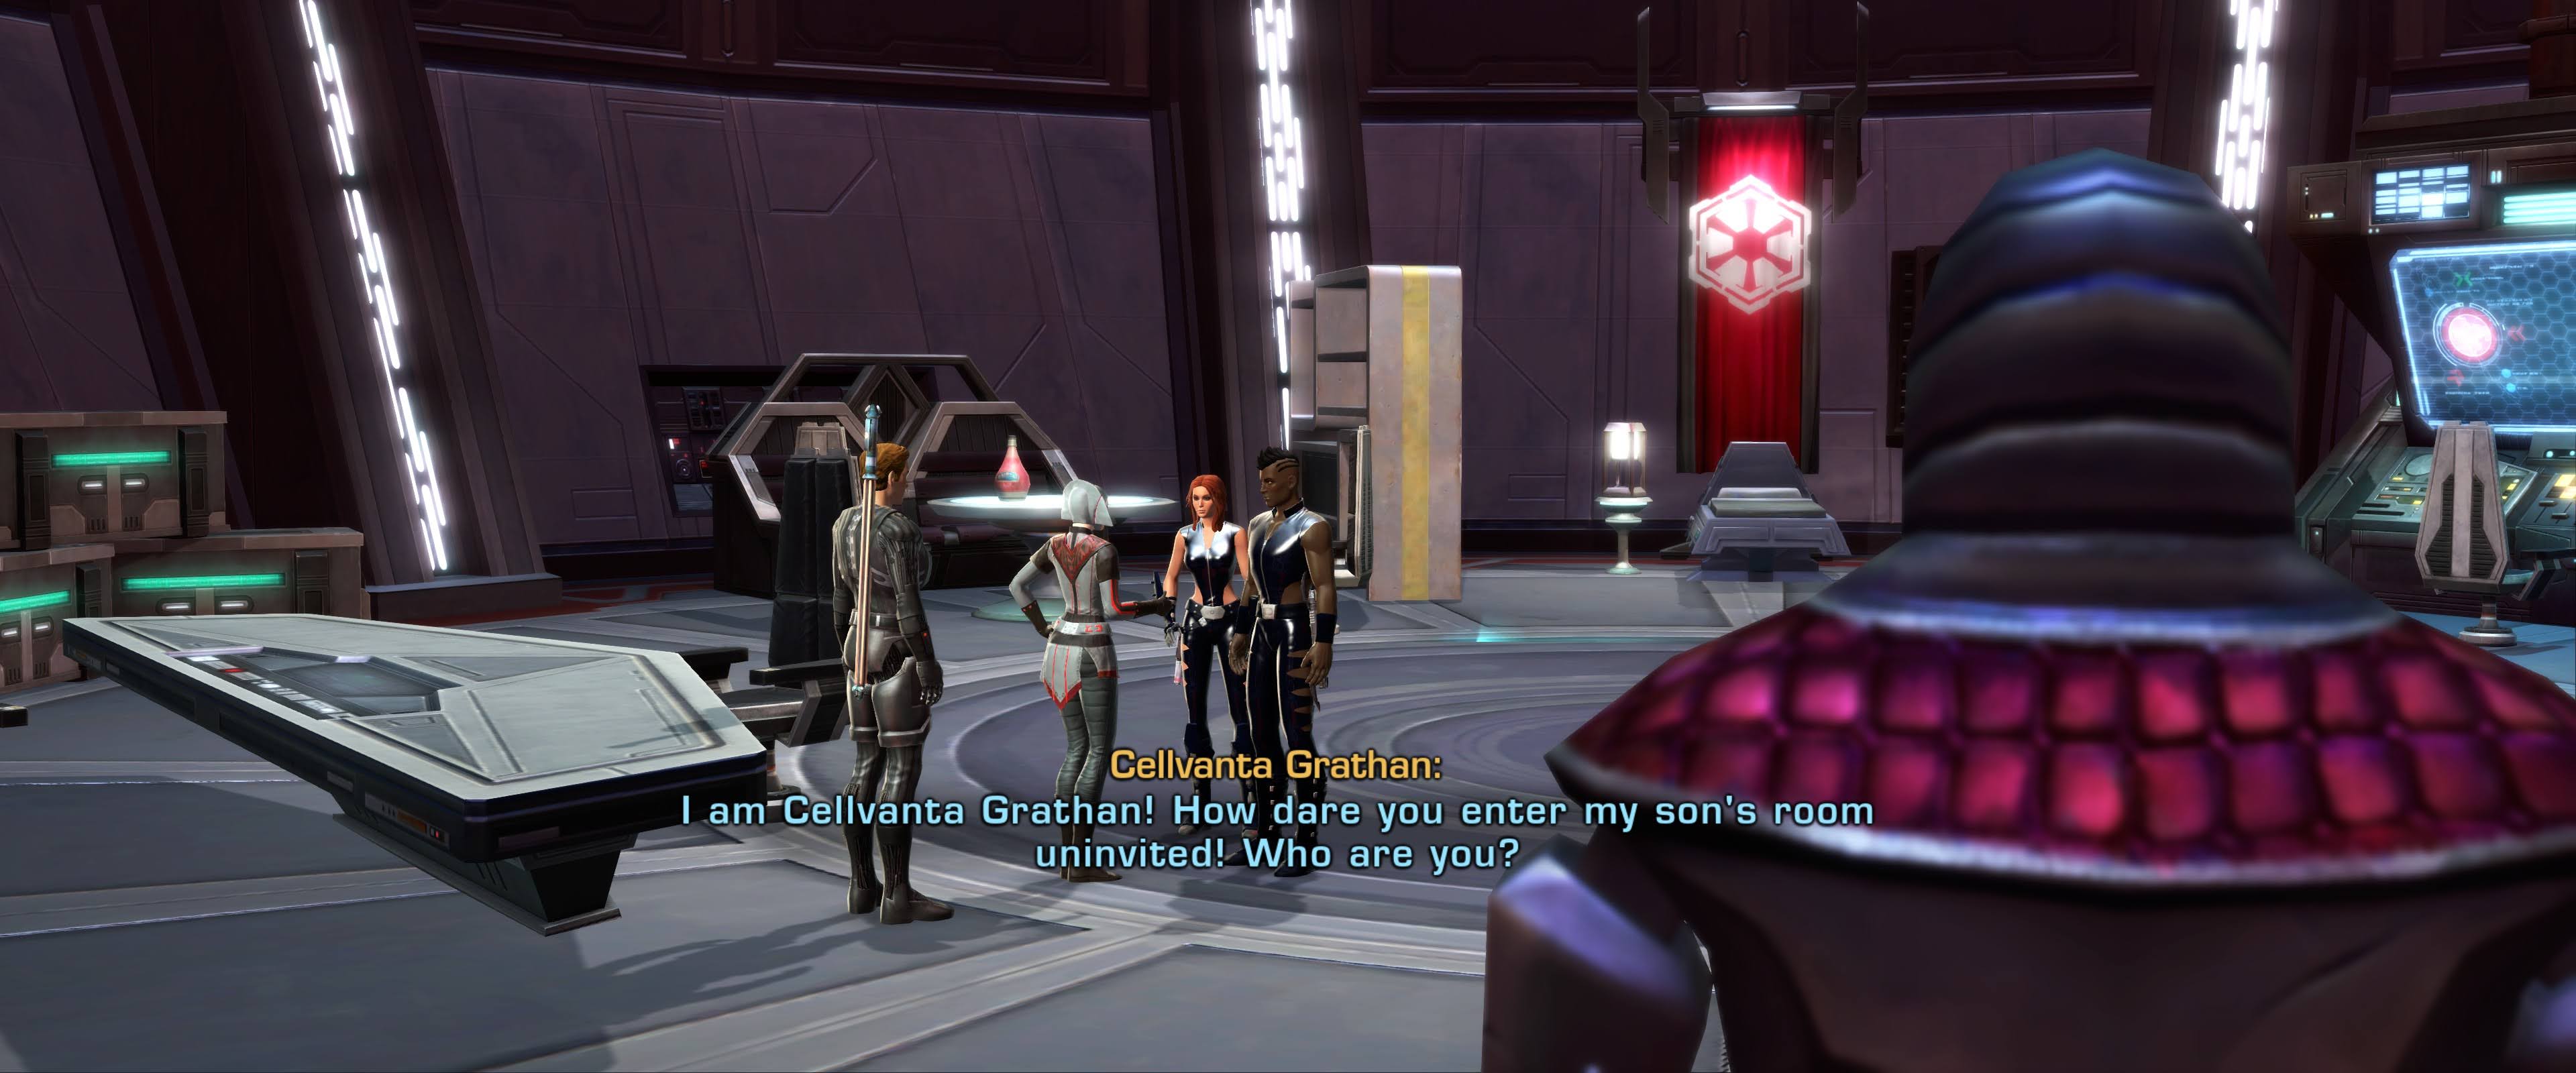 Cellvanta Grathan:
I am Cellvanta Grathan! How dare you enter my son's room
uninvited! Who are you?